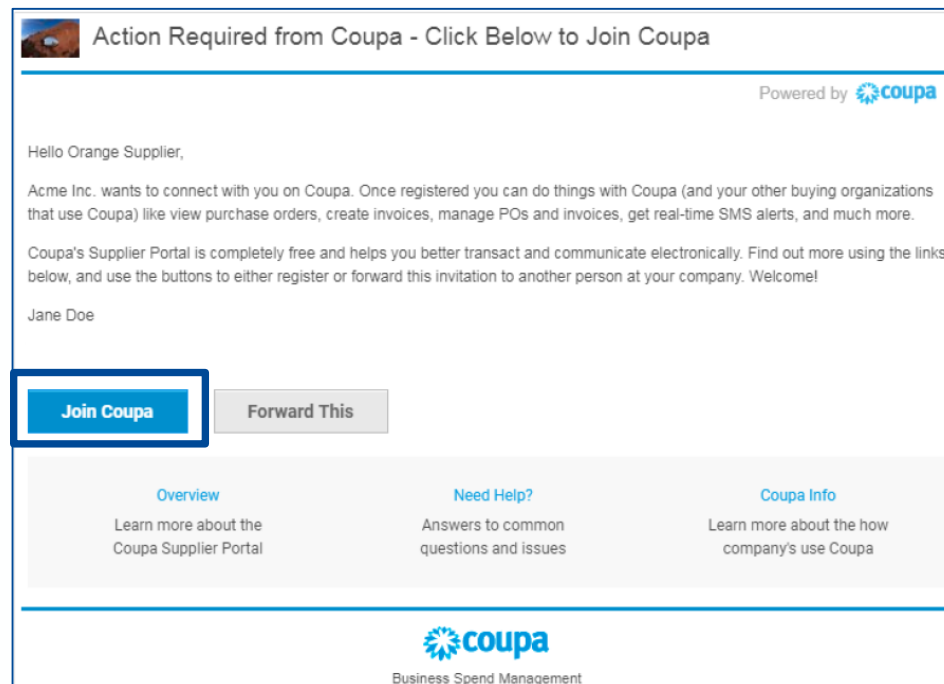 Action Required from Coupa - Click Below to Join Coupa
Powered by coupa
Hello Orange Supplier,
Acme Inc. wants to connect with you on Coupa. Once registered you can do things with Coupa (and your other buying organizations
that use Coupa) like view purchase orders, create invoices, manage POs and invoices, get real-time SMS alerts, and much more.
Coupa's Supplier Portal is completely free and helps you better transact and communicate electronically. Find out more using the links
below, and use the buttons to either register or forward this invitation to another person at your company. Welcome!
Jane Doe
Join Coupa Forward This
Overview Need Help? Coupa Info
Learn more about the Answers to common Learn more about the how
Coupa Supplier Portal questions and issues company's use Coupa
coupa
Business Spend Management